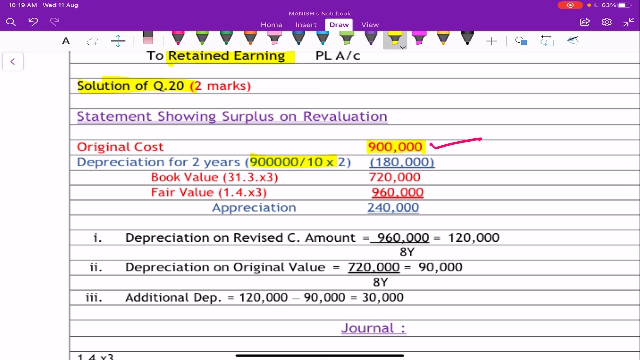 10:19 AM Wed 11 Aug
63%
MANISH's Notebook
Home Insert Draw View
To Retained Earning PL A/c
Solution of Q.20 (2 marks)
Statement Showing Surplus on Revaluation
Original Cost 900,000
Depreciation for 2 years (900000/10 x 2) (180,000)
Book Value (31.3.x3) 720,000
Fair Value (1.4.x3) 960,000
Appreciation 240,000
i. Depreciation on Revised C. Amount = 960,000 = 120,000
8Y
ii. Depreciation on Original Value = 720,000 = 90,000
8Y
iii. Additional Dep. = 120,000 – 90,000 = 30,000
Journal :
1.4.x3